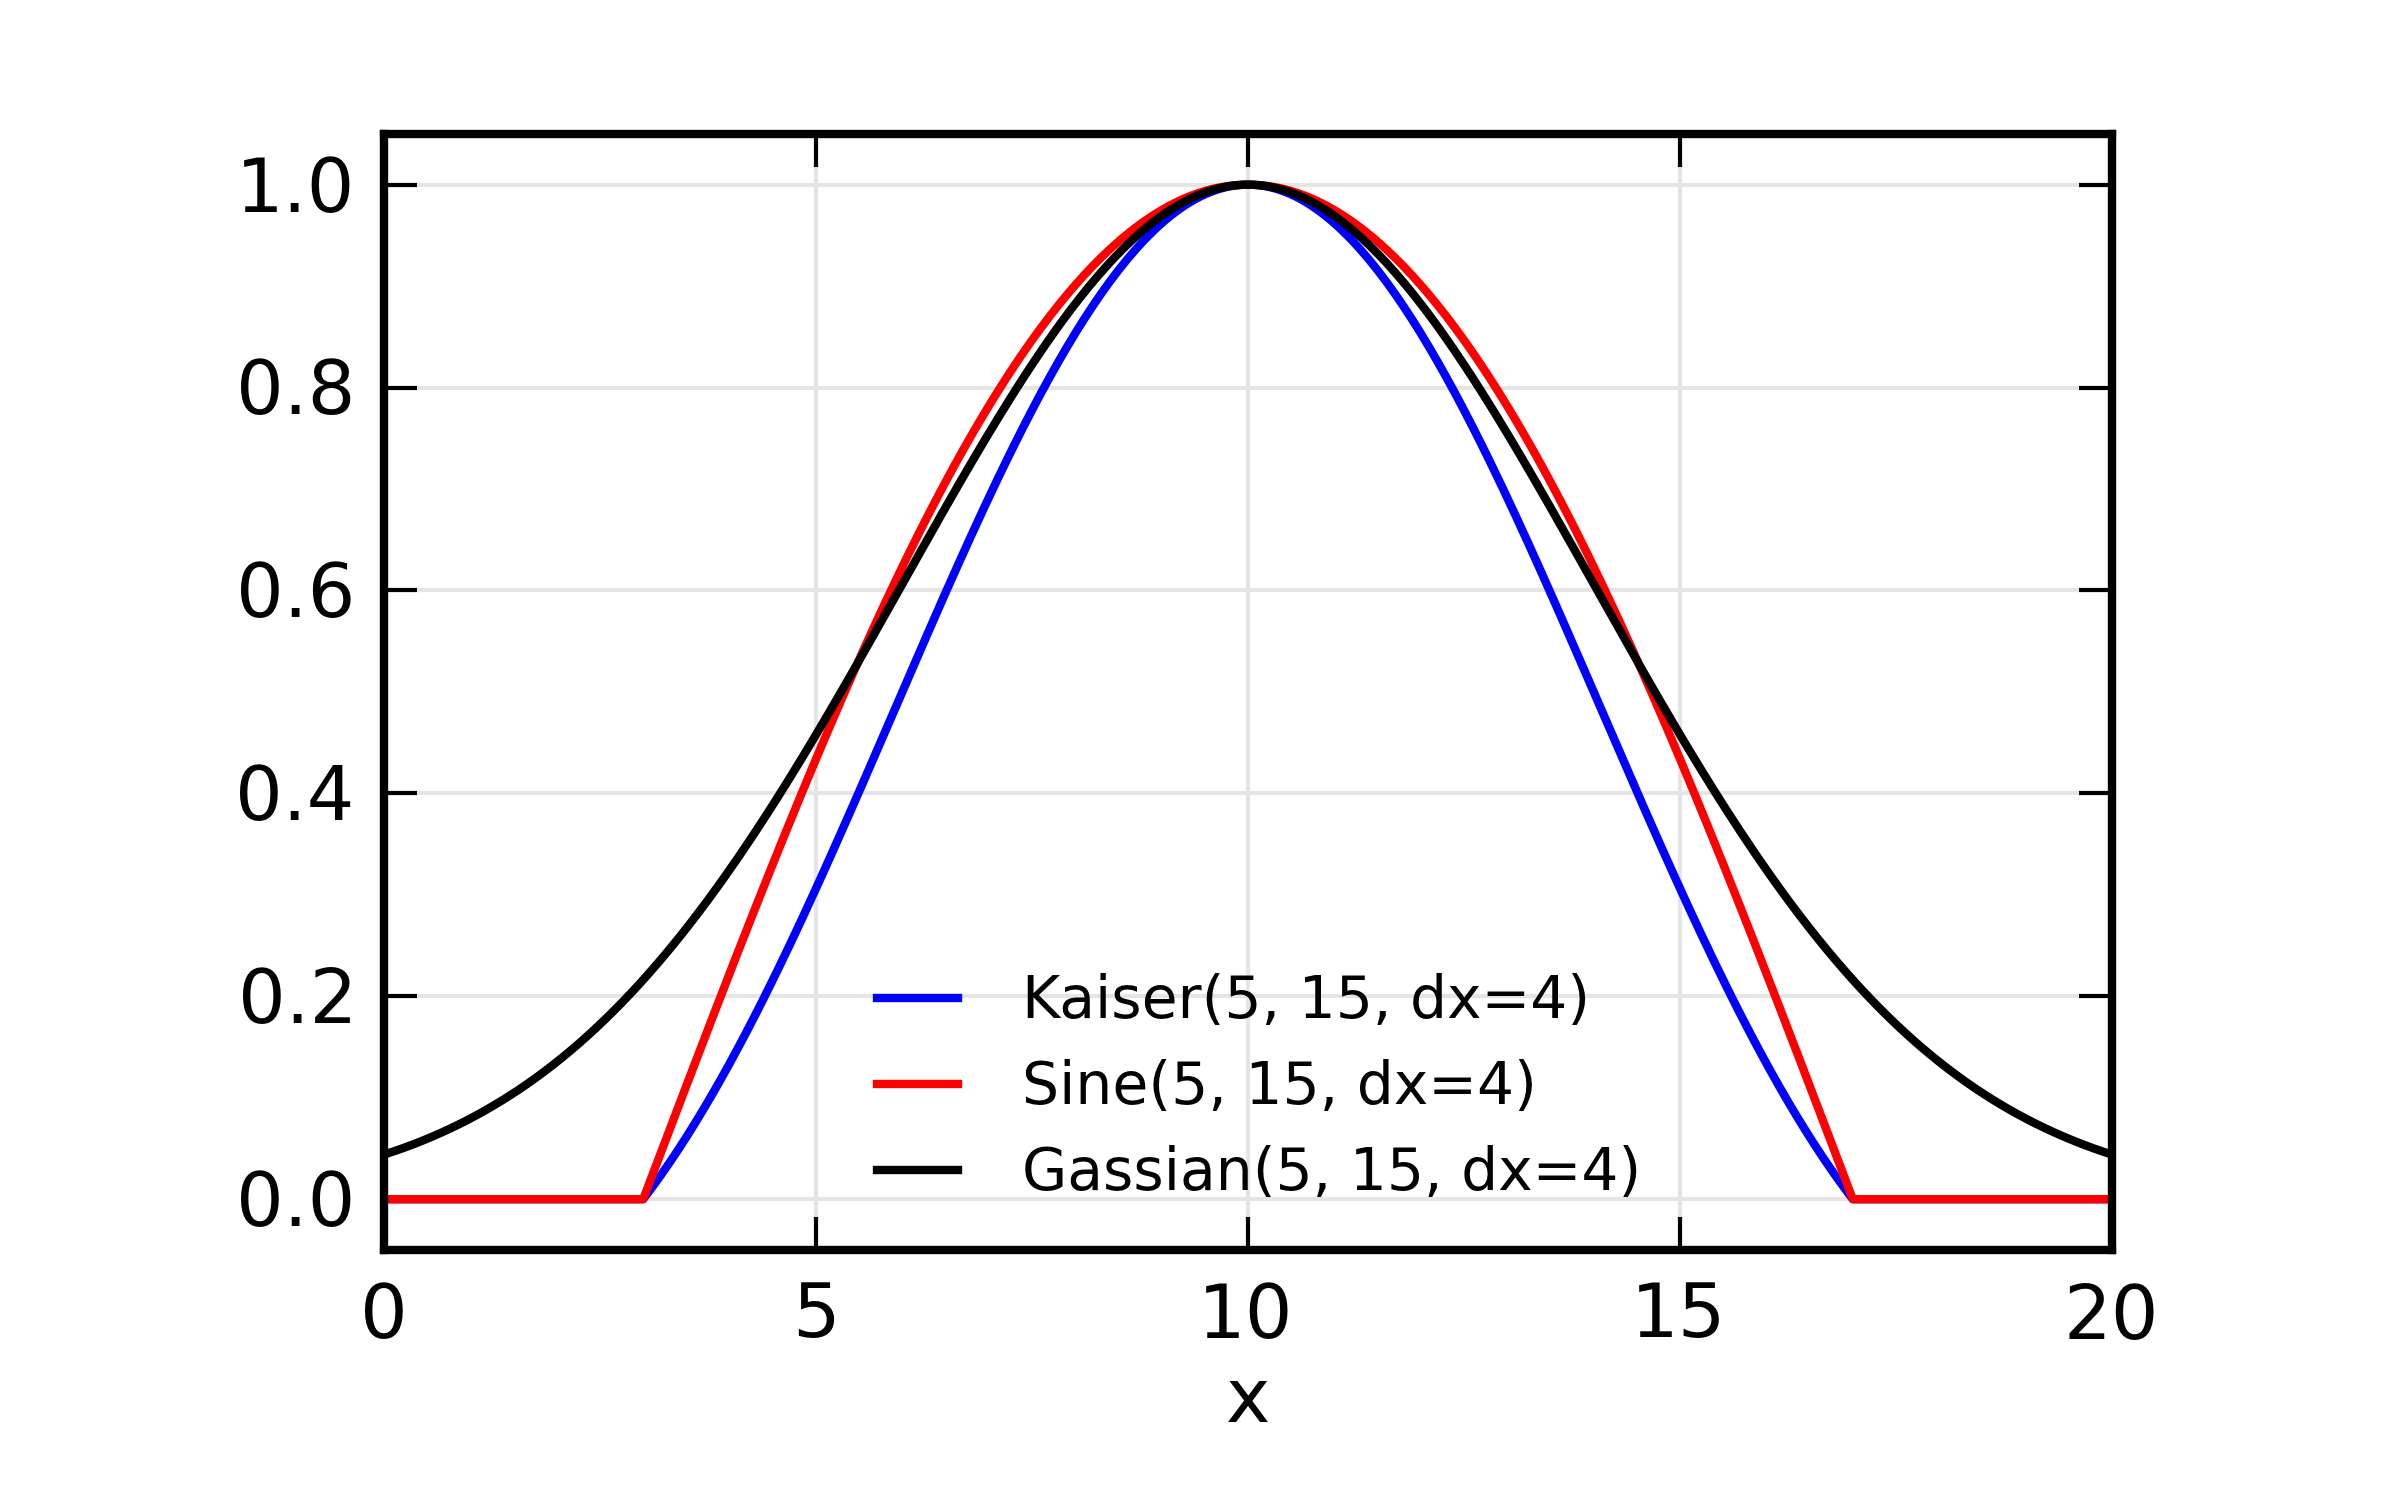 1.0
0.8
0.6
0.4
0.2
0.0
Kaiser(5, 15, dx=4)
Sine(5, 15, dx=4)
Gassian(5, 15, dx=4)
0 5 10 15 20
x